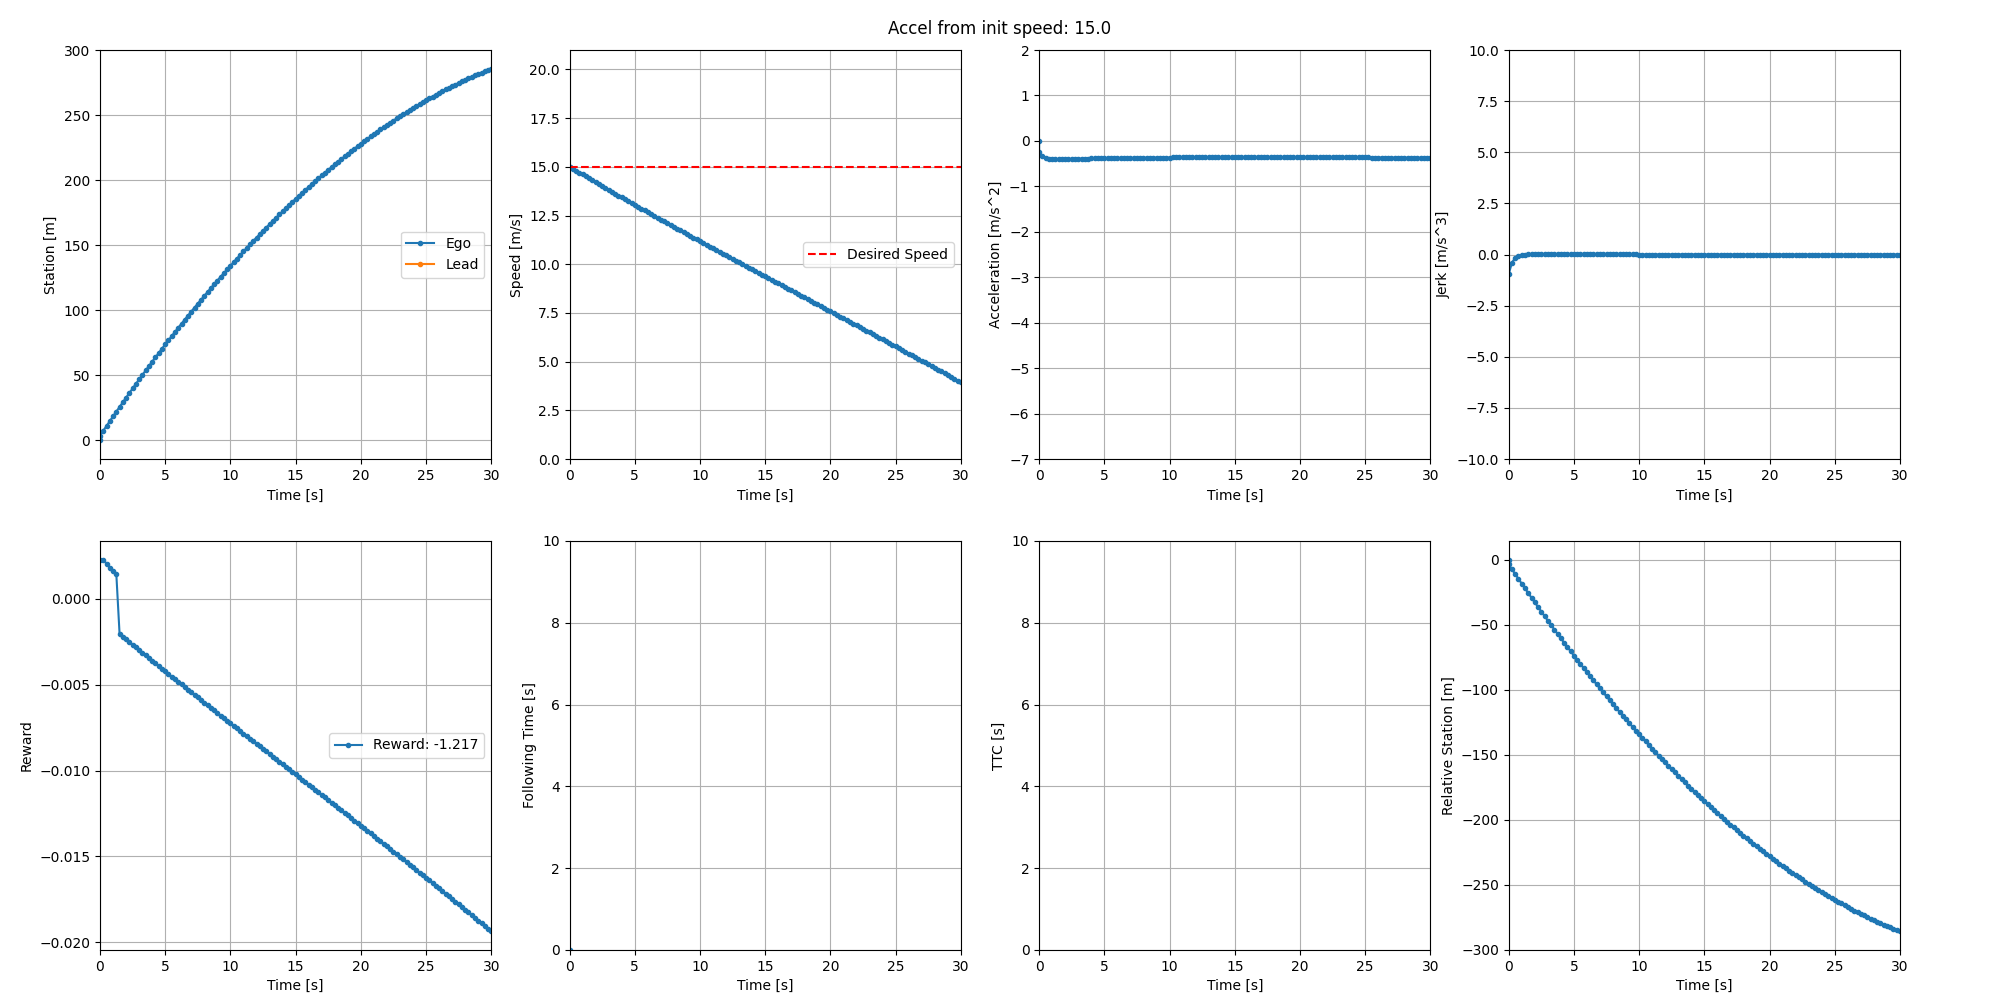 Accel from init speed: 15.0
Station [m]
300
250
200
150
100
50
0
Ego
Lead
0 5 10 15 20 25 30
Time [s]
Speed [m/s]
20.0
17.5
15.0
12.5
10.0
7.5
5.0
2.5
0.0
Desired Speed
0 5 10 15 20 25 30
Time [s]
Acceleration [m/s^2]
2
1
0
−1
−2
−3
−4
−5
−6
−7
0 5 10 15 20 25 30
Time [s]
Jerk [m/s^3]
10.0
7.5
5.0
2.5
0.0
−2.5
−5.0
−7.5
−10.0
0 5 10 15 20 25 30
Time [s]
Reward
0.000
−0.005
−0.010
−0.015
−0.020
Reward: -1.217
0 5 10 15 20 25 30
Time [s]
Following Time [s]
10
8
6
4
2
0
0 5 10 15 20 25 30
Time [s]
TTC [s]
10
8
6
4
2
0
0 5 10 15 20 25 30
Time [s]
Relative Station [m]
0
−50
−100
−150
−200
−250
−300
0 5 10 15 20 25 30
Time [s]